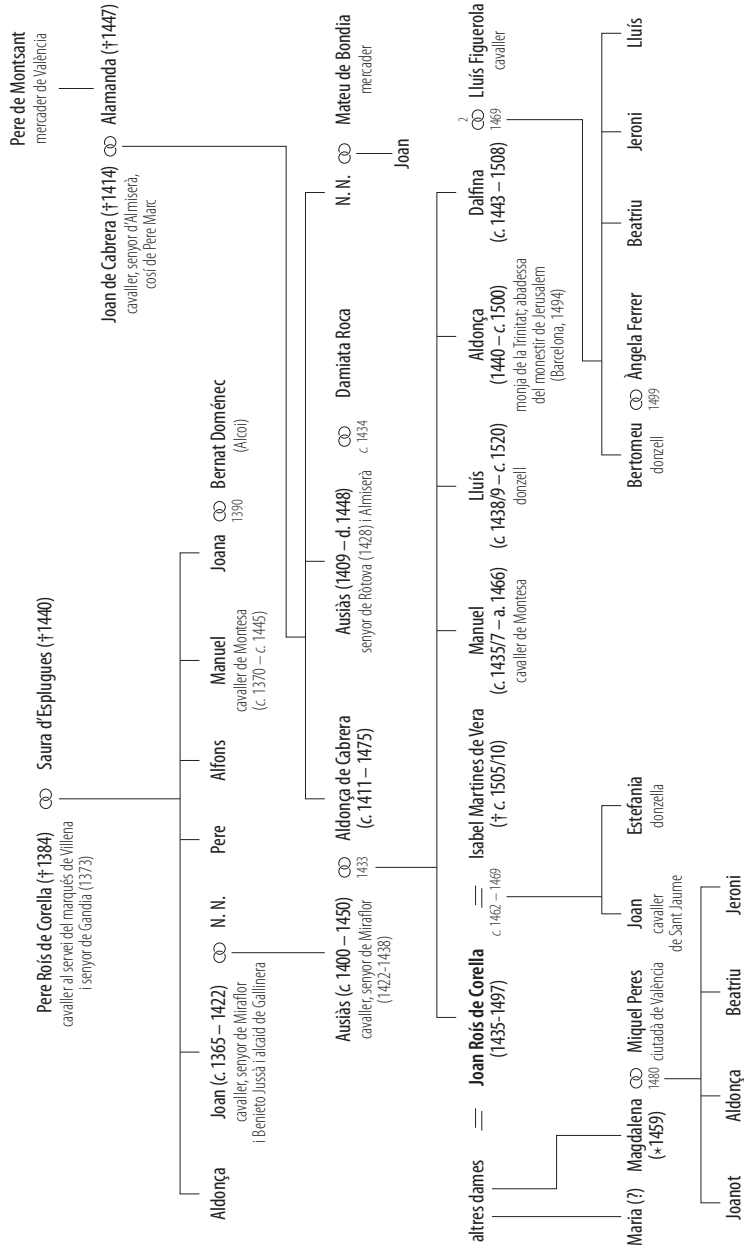 Pere de Montsant
mercader de València
Joan de Cabrera (†1414)
cavaller, senyor d'Almiserà,
cosí de Pere Marc
Alamanda (†1447)
Pere Roís de Corella (†1384)
cavaller al servei del marqués de Villena
i senyor de Gandia (1373)
Saura d'Esplugues (†1440)
Aldonça
Joan (c. 1365 – 1422)
cavaller, senyor de Miraflor
i Benieto Jussà i alcaid de Gallinera
N. N.
Pere
Alfons
Manuel
cavaller de Montesa
(c. 1370 – c. 1445)
Joana
1390
Bernat Doménec
(Alcoi)
Ausiàs (c. 1400 – 1450)
cavaller, senyor de Miraflor
(1422-1438)
1433
Aldonça de Cabrera
(c. 1411 – 1475)
Ausiàs (1409 – d. 1448)
senyor de Ròtova (1428) i Almiserà
c. 1434
Damiata Roca
N. N.
Mateu de Bondia
mercader
Joan
altres dames
=
Joan Roís de Corella
(1435-1497)
=
c. 1462 – 1469
Isabel Martines de Vera
(† c. 1505/10)
Manuel
(c. 1435/7 – a. 1466)
cavaller de Montesa
Lluís
(c. 1438/9 – c. 1520)
donzell
Aldonça
(1440 – c. 1500)
monja de la Trinitat; abadessa
del monestir de Jerusalem
(Barcelona, 1494)
Dalfina
(c. 1443 – 1508)
2
1469
Lluís Figuerola
cavaller
Maria (?)
Magdalena
(*1459)
1480
Miquel Peres
ciutadà de València
Joan
cavaller
de Sant Jaume
Estefania
donzella
Bertomeu
donzell
1499
Àngela Ferrer
Beatriu
Jeroni
Lluís
Joanot
Aldonça
Beatriu
Jeroni